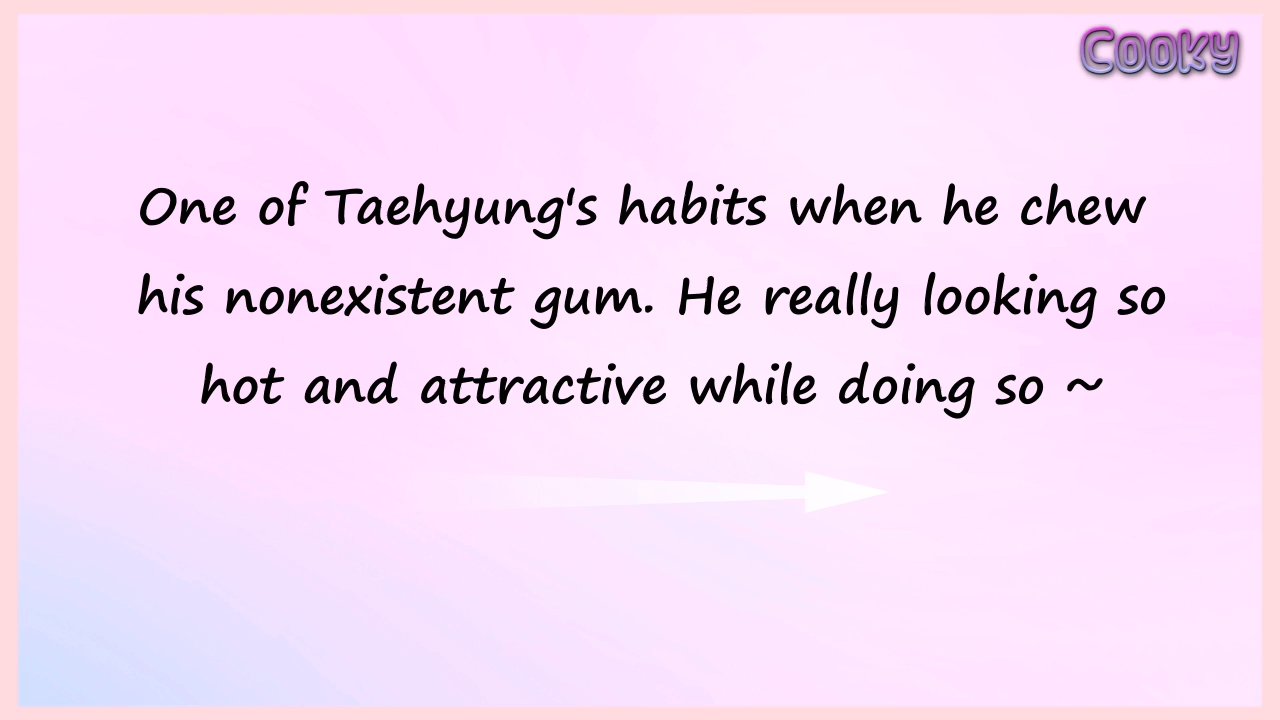 Cooky
One of Taehyung's habits when he chew
his nonexistent gum. He really looking so
hot and attractive while doing so ~